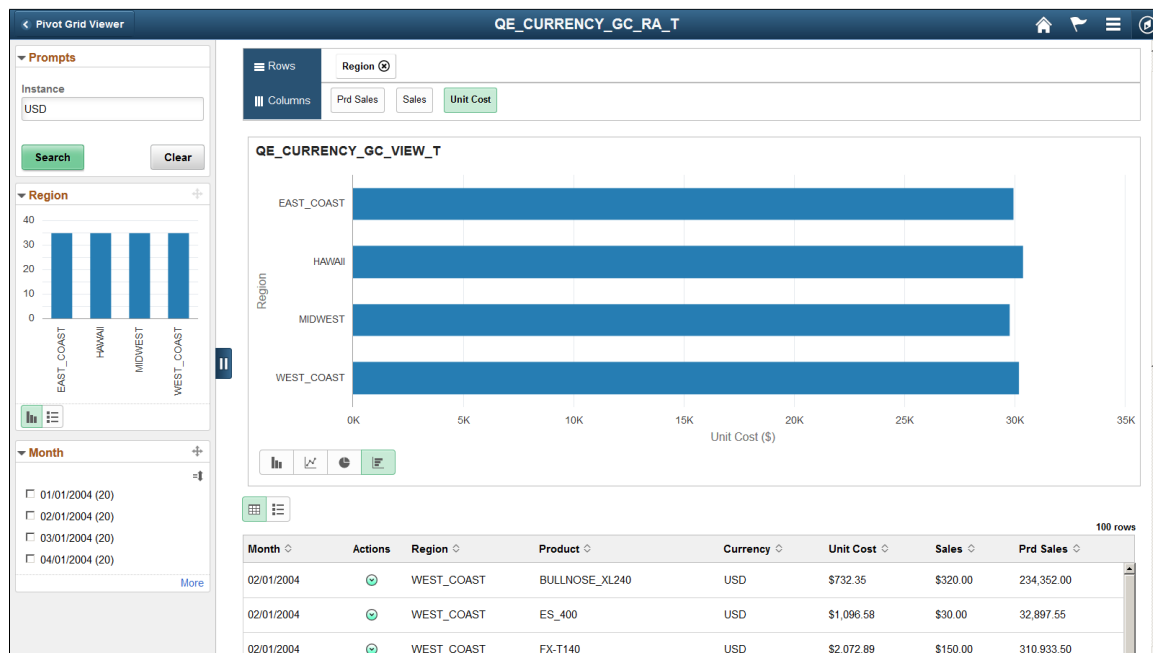 Pivot Grid Viewer
QE_CURRENCY_GC_RA_T
Prompts
Instance
USD
Search
Clear
Region
40
30
20
10
0
EAST_COAST
HAWAII
MIDWEST
WEST_COAST
Month
01/01/2004 (20)
02/01/2004 (20)
03/01/2004 (20)
04/01/2004 (20)
More
Rows
Region
Columns
Prd Sales
Sales
Unit Cost
QE_CURRENCY_GC_VIEW_T
Region
EAST_COAST
HAWAII
MIDWEST
WEST_COAST
0K 5K 10K 15K 20K 25K 30K 35K
Unit Cost ($)
100 rows
Month Actions Region Product Currency Unit Cost Sales Prd Sales
02/01/2004 WEST_COAST BULLNOSE_XL240 USD $732.35 $320.00 234,352.00
02/01/2004 WEST_COAST ES_400 USD $1,096.58 $30.00 32,897.55
02/01/2004 WEST_COAST FX-T140 USD $2,072.89 $150.00 310,933.50